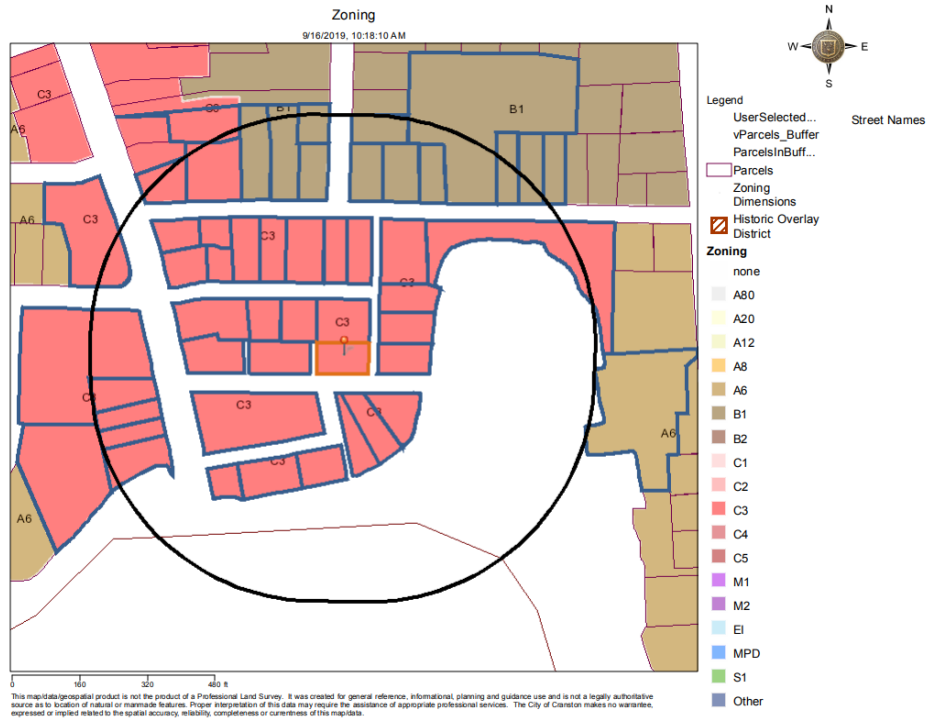 Zoning
9/16/2019, 10:18:10 AM
N
W
E
S
C3
A6
C3
B1
B1
A6
C3
C3
C3
C3
C3
C3
C3
C3
A6
A6
0
160
320
480 ft
Legend
UserSelected...
vParcels_Buffer
ParcelsInBuff...
Parcels
Zoning
Dimensions
Historic Overlay
District
Street Names
Zoning
none
A80
A20
A12
A8
A6
B1
B2
C1
C2
C3
C4
C5
M1
M2
EI
MPD
S1
Other
This map/data/geospatial product is not the product of a Professional Land Survey. It was created for general reference, informational, planning and guidance use and is not a legally authoritative
source as to location of natural or manmade features. Proper interpretation of this data may require the assistance of appropriate professional services. The City of Cranston makes no warrantee,
expressed or implied related to the spatial accuracy, reliability, completeness or currentness of this map/data.